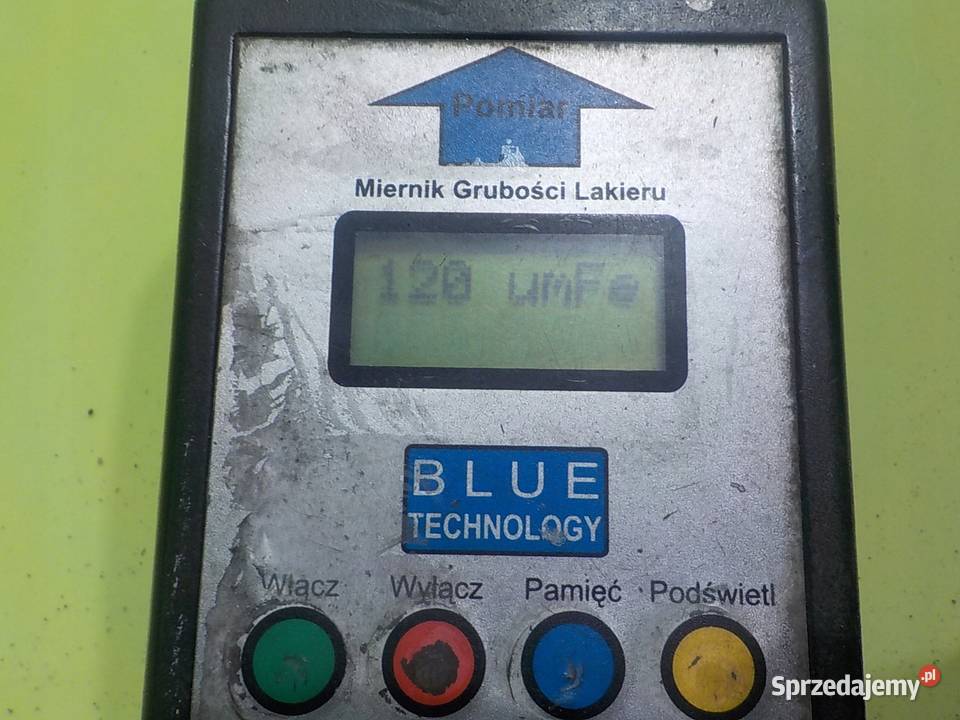 Pomiar
Miernik Grubości Lakieru
120 umFe
BLUE
TECHNOLOGY
Włącz Wyłącz Pamięć Podświetl
Sprzedajemy.pl